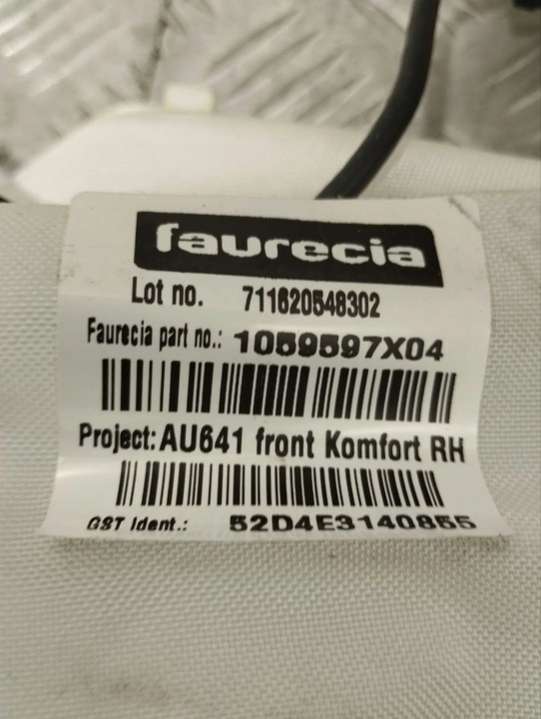 faurecia
Lot no. 711620548302
Faurecia part no.: 1059597X04
Project: AU641 front Komfort RH
GST Ident.: 52D4E3140855